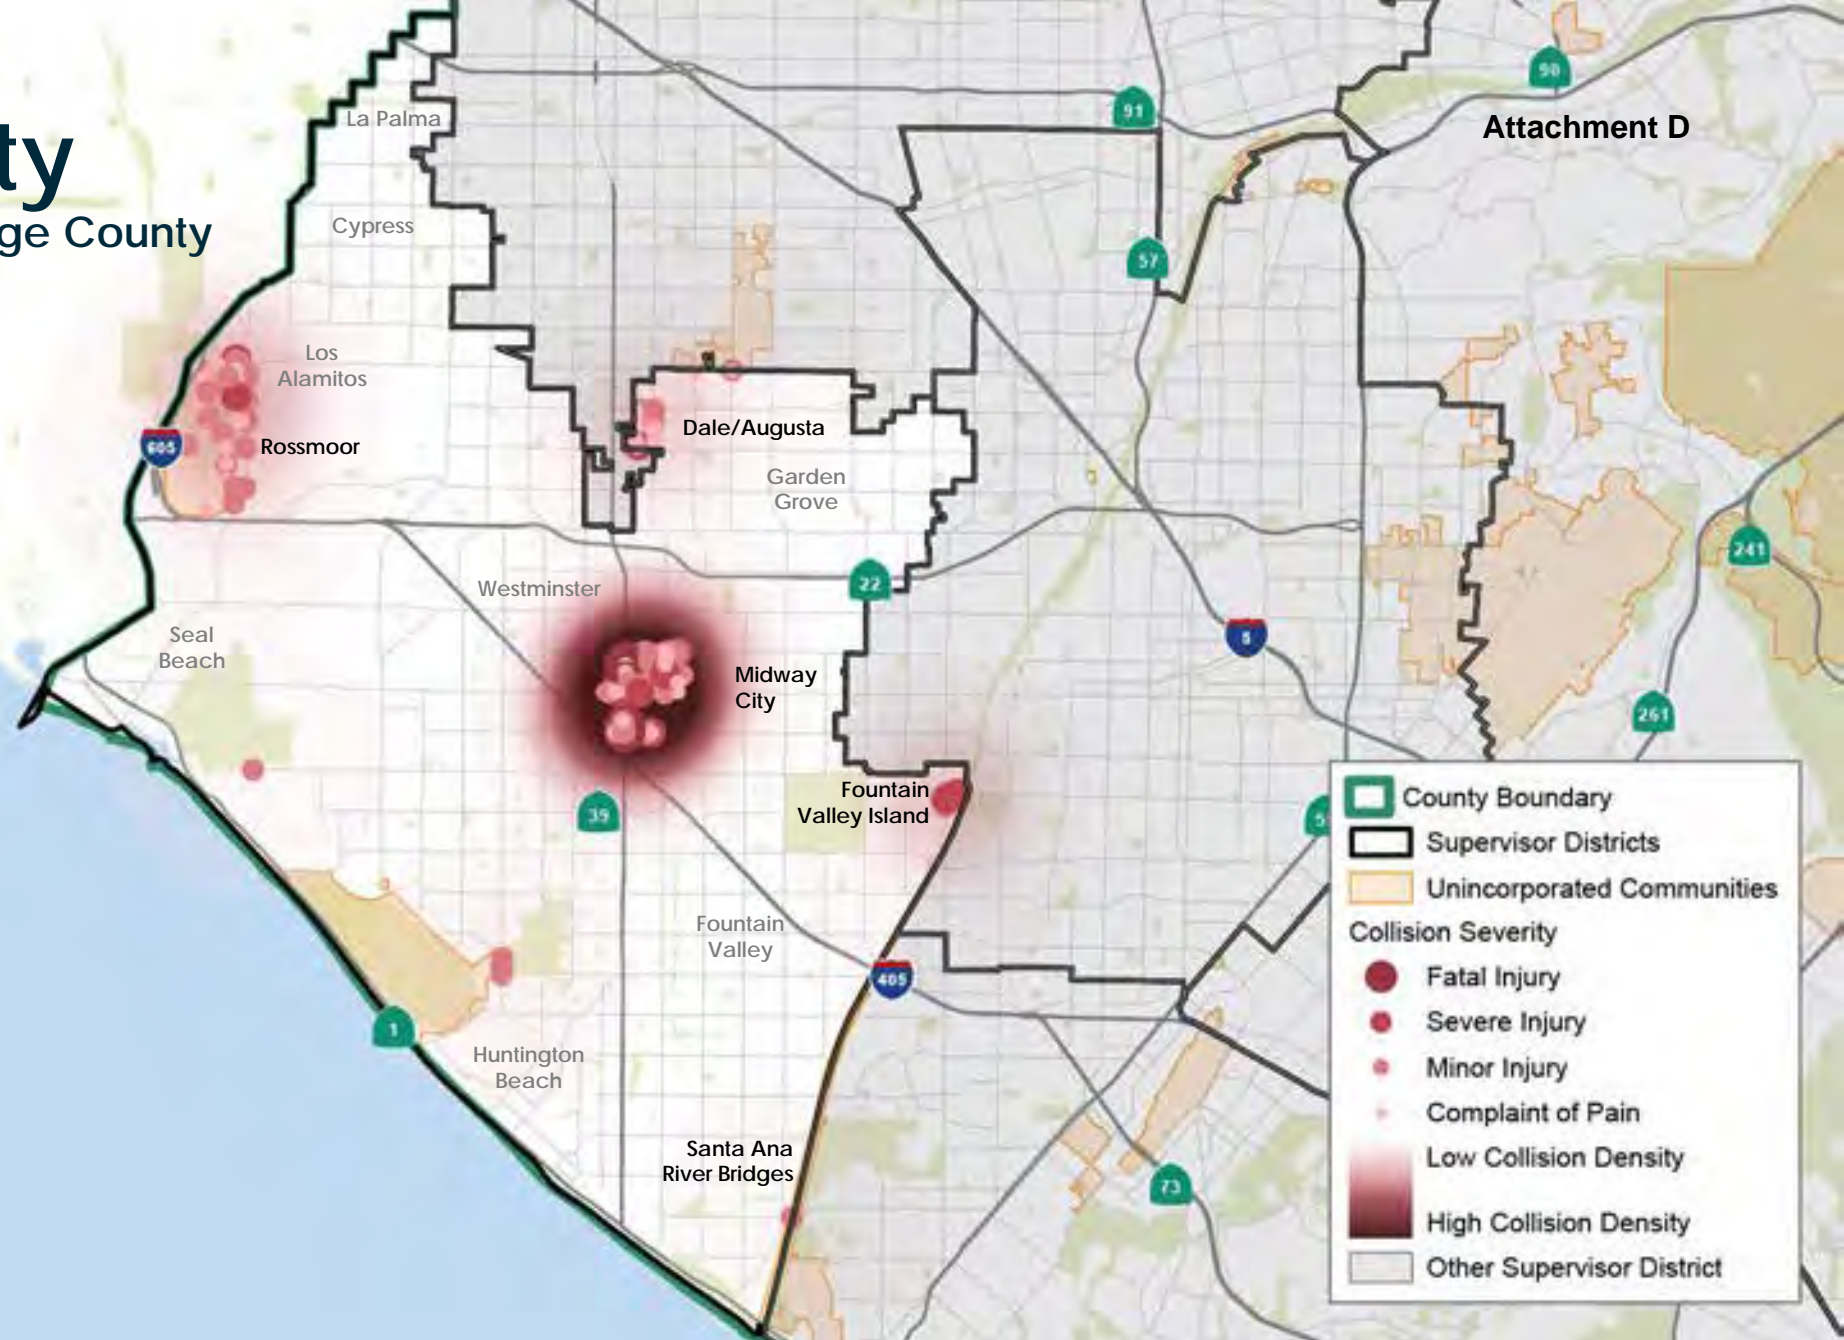 ty
ge County
Attachment D
90
91
57
La Palma
Cypress
Los
Alamitos
605
Rossmoor
Dale/Augusta
Garden
Grove
22
5
241
261
Westminster
Seal
Beach
Midway
City
39
Fountain
Valley Island
Fountain
Valley
405
1
Huntington
Beach
Santa Ana
River Bridges
73
5
County Boundary
Supervisor Districts
Unincorporated Communities
Collision Severity
Fatal Injury
Severe Injury
Minor Injury
Complaint of Pain
Low Collision Density
High Collision Density
Other Supervisor District